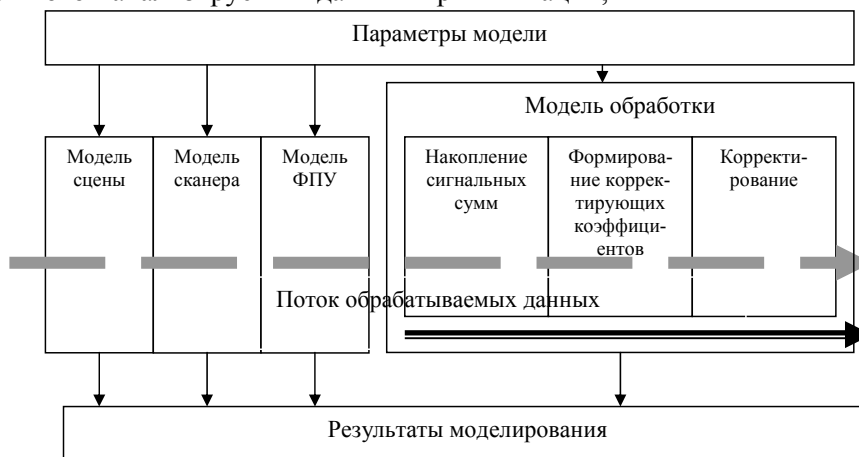 Параметры модели
Модель обработки
Модель
сцены
Модель
сканера
Модель
ФПУ
Накопление
сигнальных
сумм
Формирова-
ние коррек-
тирующих
коэффици-
ентов
Корректи-
рование
Поток обрабатываемых данных
Результаты моделирования